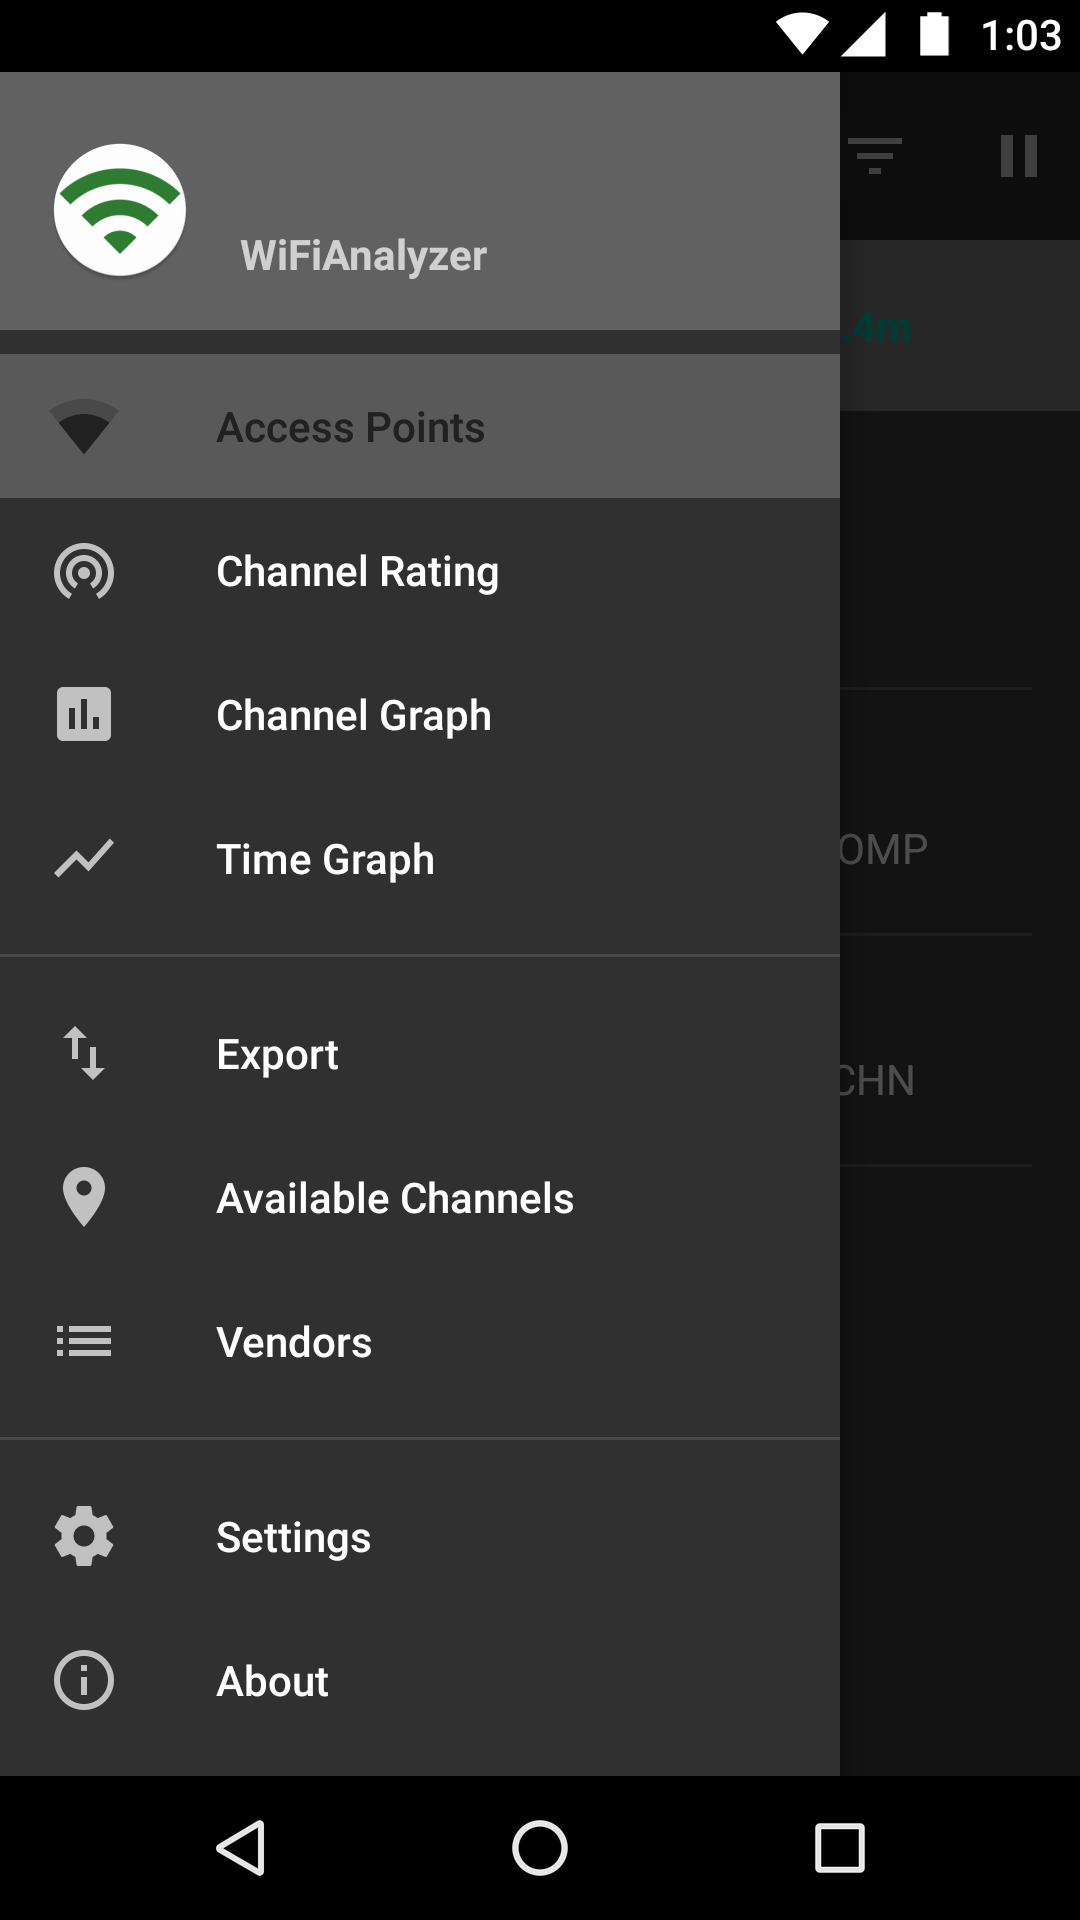 1:03
WiFiAnalyzer
.4m
Access Points
Channel Rating
Channel Graph
Time Graph
OMP
Export
CHN
Available Channels
Vendors
Settings
About